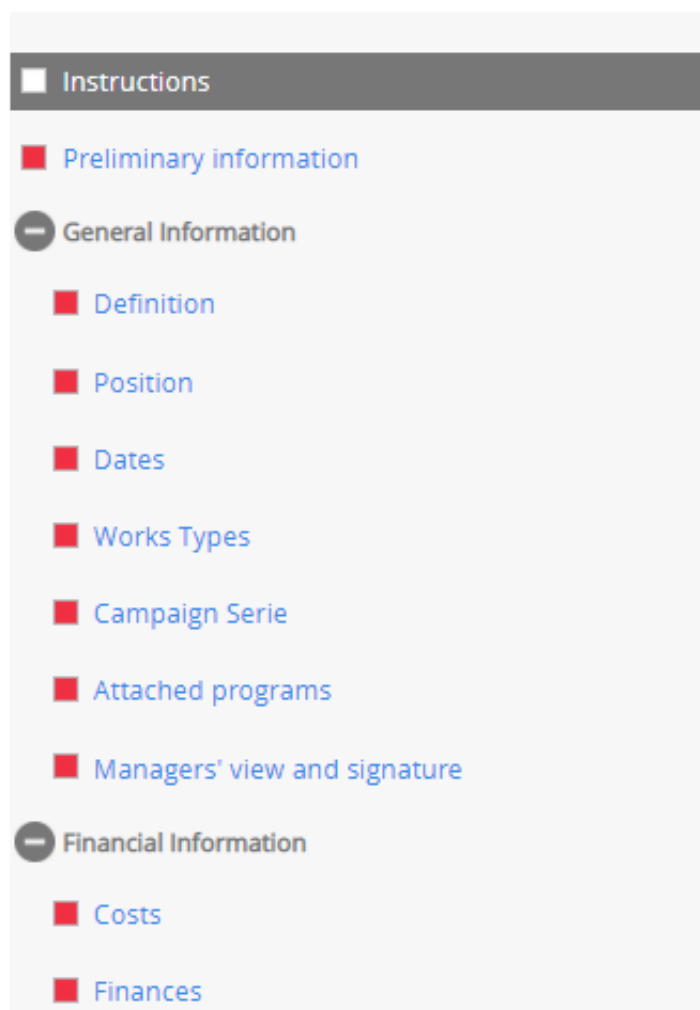 Instructions
Preliminary information
General Information
Definition
Position
Dates
Works Types
Campaign Serie
Attached programs
Managers' view and signature
Financial Information
Costs
Finances